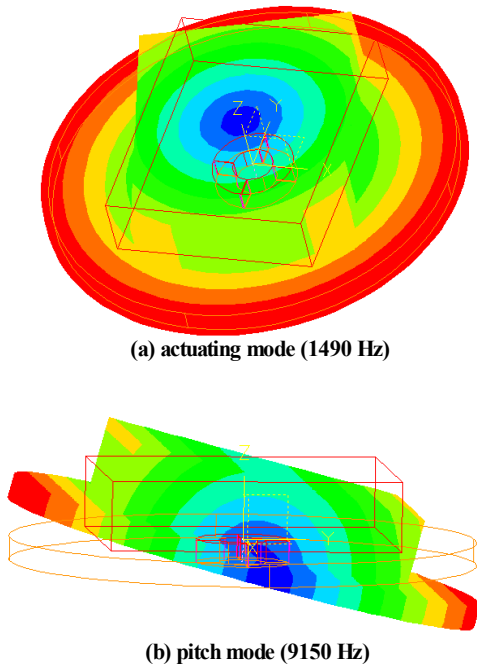 Z Y
X
(a) actuating mode (1490 Hz)
Z
X Y
(b) pitch mode (9150 Hz)